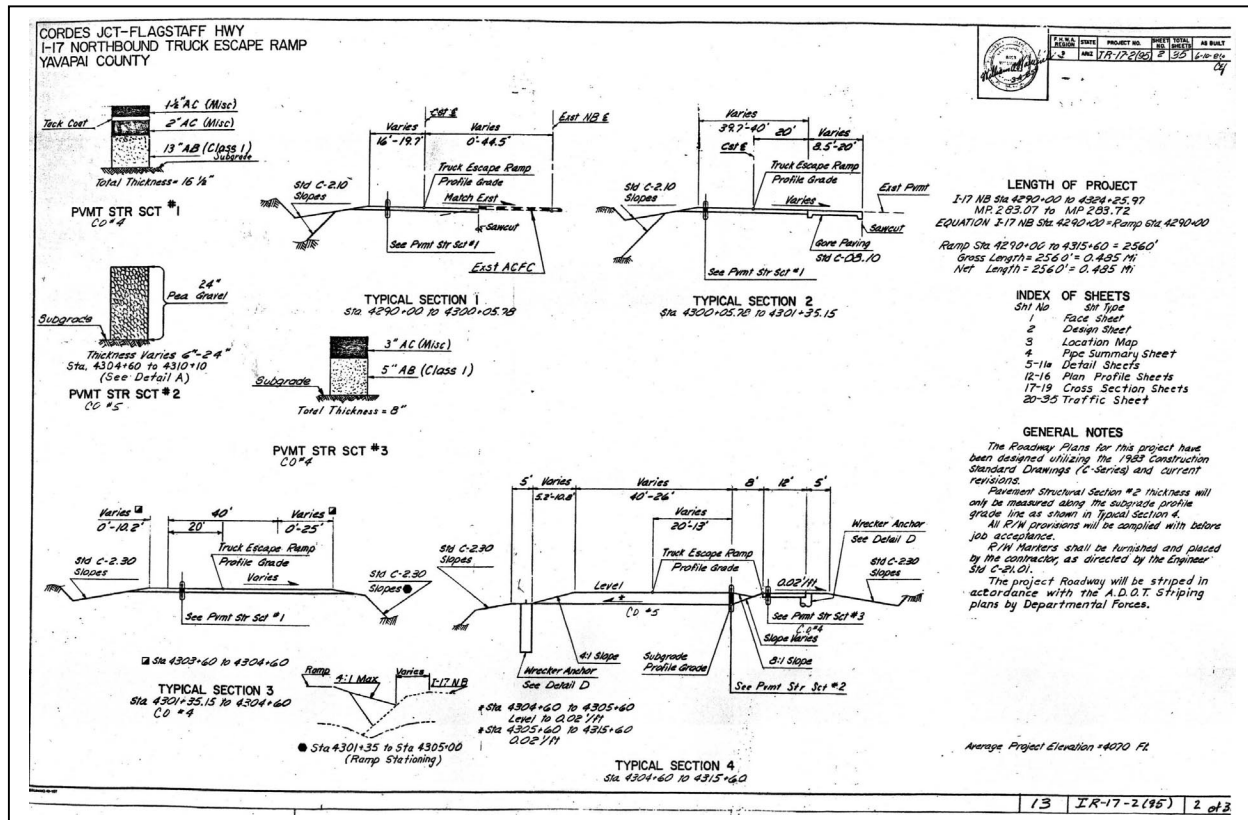 CORDES JCT-FLAGSTAFF HWY
I-17 NORTHBOUND TRUCK ESCAPE RAMP
YAVAPAI COUNTY
F.H.W.A. REGION
STATE
PROJECT NO.
SHEET NO.
TOTAL SHEETS
AS BUILT
9
ARIZ
IR-17-2(95)
2
35
1½"AC (Misc)
Tack Coat
2" AC (Misc)
13"AB (Class 1)
Subgrade
Total Thickness = 16 ½"
PVMT STR SCT #1
CO #4
24"
Pea Gravel
Subgrade
Thickness Varies 6"-24"
Sta. 4304+60 to 4310+10
(See Detail A)
PVMT STR SCT #2
CO #5
3" AC (Misc)
5" AB (Class 1)
Subgrade
Total Thickness = 8"
PVMT STR SCT #3
CO #4
Cst ℄
Exst NB ℄
Varies
16'-19.7'
Varies
0'-44.5'
Std C-2.10
Slopes
Truck Escape Ramp
Profile Grade
Match Exst
Sawcut
See Pvmt Str Sct #1
Exst ACFC
TYPICAL SECTION 1
Sta. 4290+00 to 4300+05.78
Varies
39.7'-40'
20'
Varies
8.5'-20'
Cst ℄
Truck Escape Ramp
Profile Grade
Varies
Std C-2.10
Slopes
Exst Pvmt
Sawcut
Gore Paving
Std C-08.10
See Pvmt Str Sct #1
TYPICAL SECTION 2
Sta 4300+05.78 to 4301+35.15
LENGTH OF PROJECT
I-17 NB Sta 4290+00 to 4324+25.97
M.P. 283.07 to MP 283.72
EQUATION I-17 NB Sta 4290+00 = Ramp Sta 4290+00
Ramp Sta 4290+00 to 4315+60 = 2560'
Gross Length = 2560' = 0.485 Mi
Net Length = 2560' = 0.485 Mi
INDEX OF SHEETS
Sht No Sht Type
1 Face Sheet
2 Design Sheet
3 Location Map
4 Pipe Summary Sheet
5-11a Detail Sheets
12-16 Plan Profile Sheets
17-19 Cross Section Sheets
20-35 Traffic Sheet
GENERAL NOTES
The Roadway Plans for this project have
been designed utilizing the 1983 Construction
Standard Drawings (C-Series) and current
revisions.
Pavement Structural Section #2 thickness will
only be measured along the subgrade profile
grade line as shown in Typical Section 4.
All R/W provisions will be complied with before
job acceptance.
R/W Markers shall be furnished and placed
by the contractor, as directed by the Engineer
Std C-21.01.
The project Roadway will be striped in
accordance with the A.D.O.T. Striping
plans by Departmental Forces.
Average Project Elevation = 4070 Ft
Varies
0'-10.2'
40'
20'
Varies
0'-25'
Std C-2.30
Slopes
Truck Escape Ramp
Profile Grade
Varies
Std C-2.30
Slopes
See Pvmt Str Sct #1
Sta 4303+60 to 4304+60
TYPICAL SECTION 3
Sta 4301+35.15 to 4304+60
CO #4
Ramp
4:1 Max
Varies
I-17 NB
Sta 4301+35 to Sta 4305+00
(Ramp Stationing)
5'
Varies
5.2'-10.8'
Varies
40'-26'
8'
12'
5'
Varies
20'-13'
Std C-2.30
Slopes
Truck Escape Ramp
Profile Grade
Level
CO #5
0.02'/ft
Wrecker Anchor
See Detail D
Std C-2.30
Slopes
See Pvmt Str Sct #3
CO #4
Slope Varies
8:1 Slope
See Pvmt Str Sct #2
4:1 Slope
Subgrade
Profile Grade
Wrecker Anchor
See Detail D
*Sta 4304+60 to 4305+60
Level to 0.02'/ft
*Sta 4305+60 to 4315+60
0.02'/ft
TYPICAL SECTION 4
Sta. 4304+60 to 4315+60
13
IR-17-2(95)
2 of 3